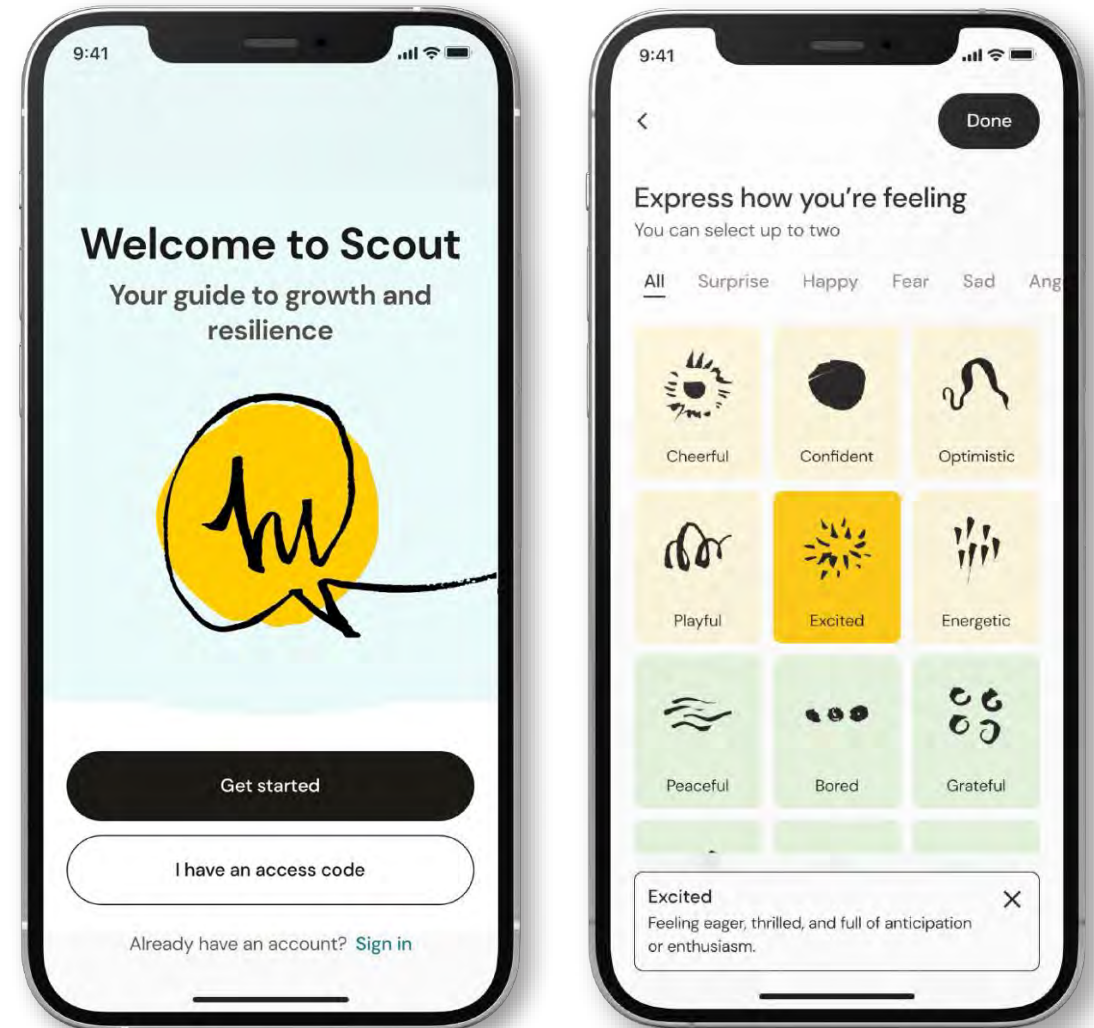 9:41
Welcome to Scout
Your guide to growth and
resilience
Get started
I have an access code
Already have an account? Sign in
9:41
Done
Express how you're feeling
You can select up to two
All Surprise Happy Fear Sad Ang
Cheerful Confident Optimistic
Playful Excited Energetic
Peaceful Bored Grateful
Excited
Feeling eager, thrilled, and full of anticipation
or enthusiasm.